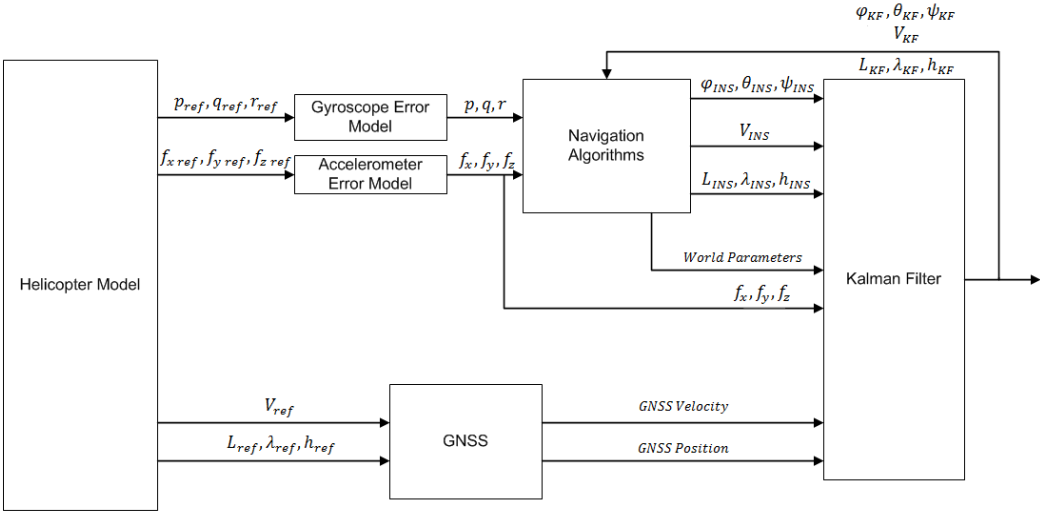 φ_KF, θ_KF, ψ_KF
V_KF
L_KF, λ_KF, h_KF
p_ref, q_ref, r_ref
Gyroscope Error
Model
p, q, r
φ_INS, θ_INS, ψ_INS
Navigation
Algorithms
V_INS
f_x ref, f_y ref, f_z ref
Accelerometer
Error Model
f_x, f_y, f_z
L_INS, λ_INS, h_INS
World Parameters
Helicopter Model
Kalman Filter
f_x, f_y, f_z
V_ref
GNSS Velocity
L_ref, λ_ref, h_ref
GNSS
GNSS Position